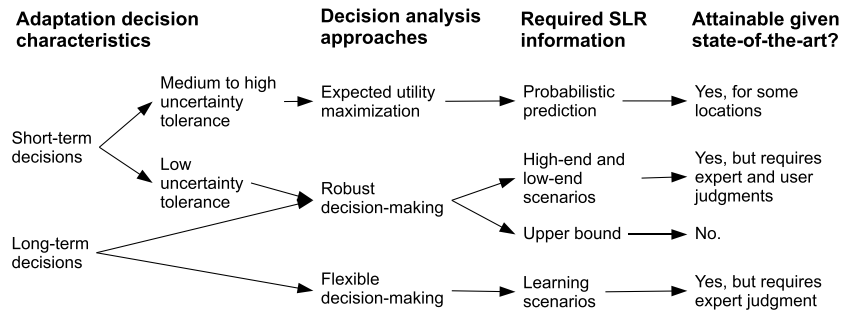 Adaptation decision
characteristics
Decision analysis
approaches
Required SLR
information
Attainable given
state-of-the-art?
Short-term
decisions
Medium to high
uncertainty
tolerance
Expected utility
maximization
Probabilistic
prediction
Yes, for some
locations
Low
uncertainty
tolerance
Robust
decision-making
High-end and
low-end
scenarios
Yes, but requires
expert and user
judgments
Upper bound
No.
Long-term
decisions
Flexible
decision-making
Learning
scenarios
Yes, but requires
expert judgment